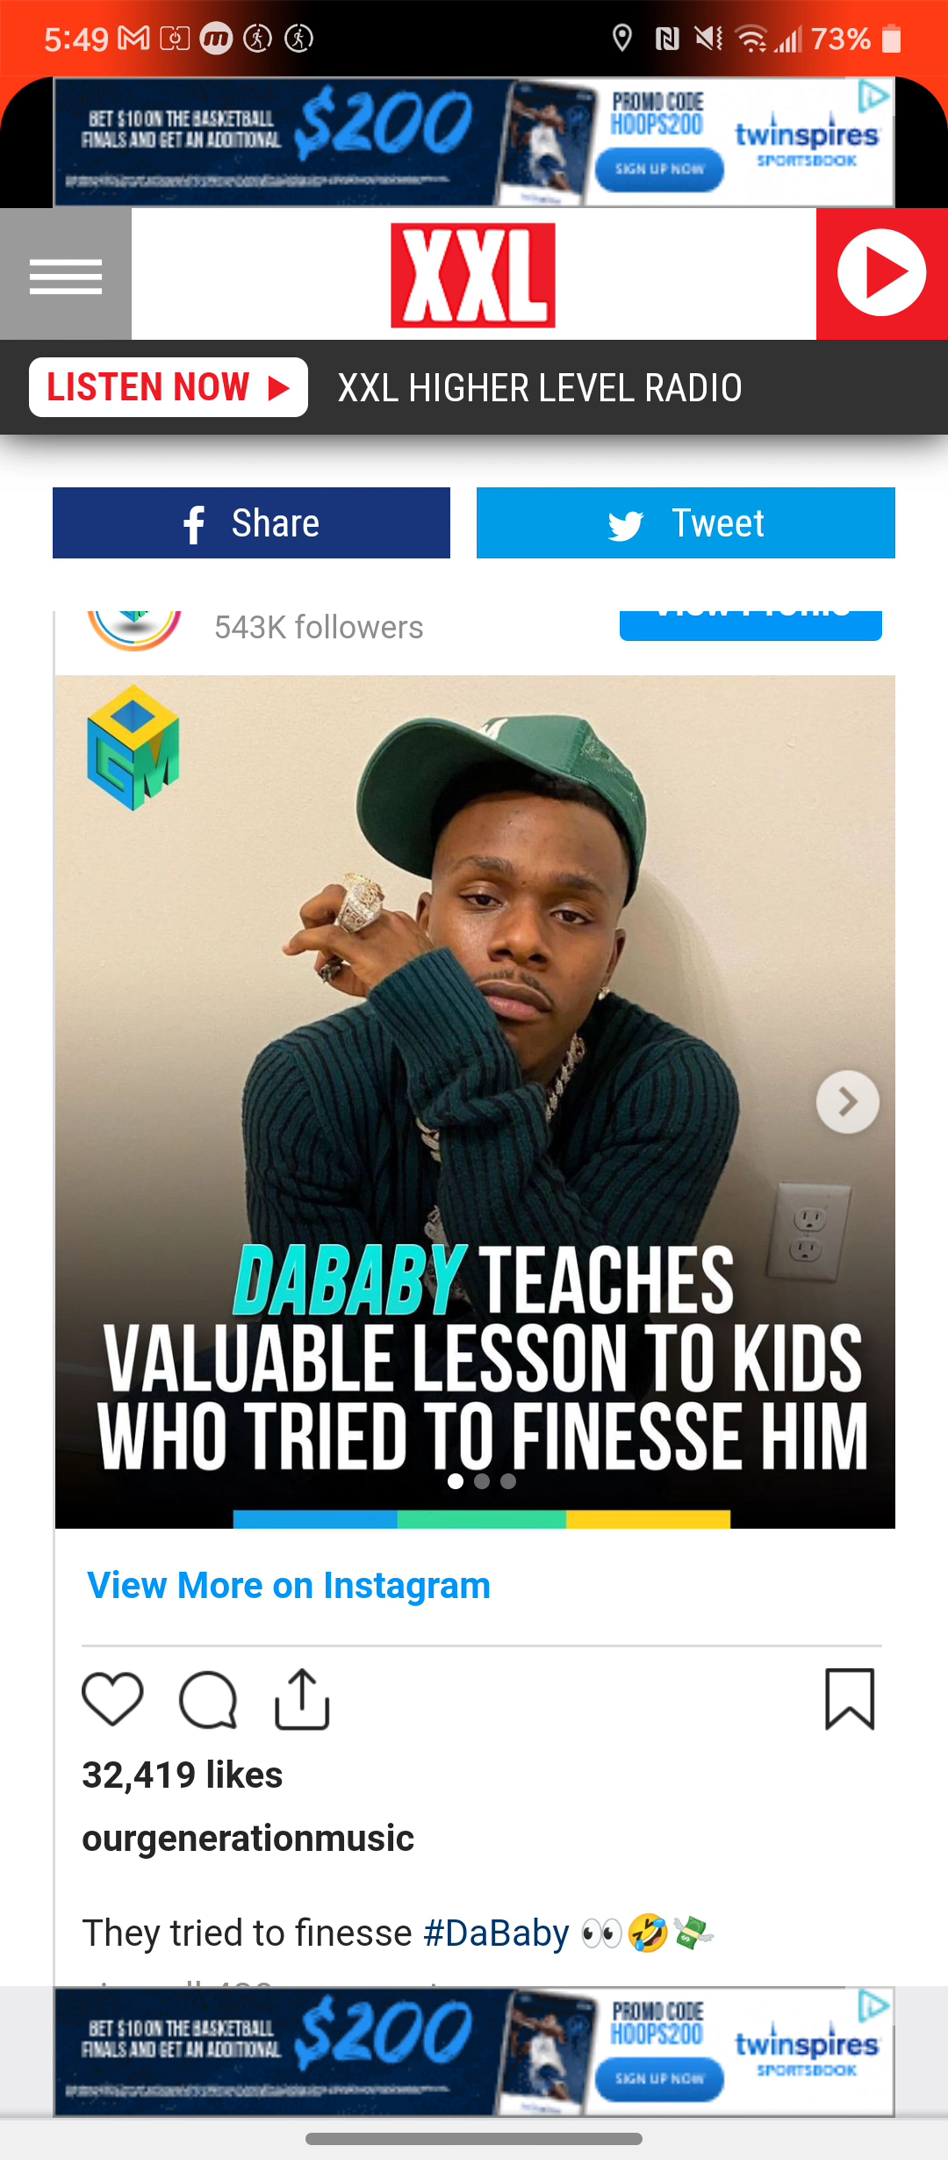 5:49
73%
BET $10 ON THE BASKETBALL
FINALS AND GET AN ADDITIONAL
$200
PROMO CODE
HOOPS200
SIGN UP NOW
twinspires
SPORTSBOOK
XXL
LISTEN NOW
XXL HIGHER LEVEL RADIO
Share
Tweet
543K followers
View Profile
OGM
DABABY TEACHES
VALUABLE LESSON TO KIDS
WHO TRIED TO FINESSE HIM
View More on Instagram
32,419 likes
ourgenerationmusic
They tried to finesse #DaBaby 👀🤣💸
BET $10 ON THE BASKETBALL
FINALS AND GET AN ADDITIONAL
$200
PROMO CODE
HOOPS200
SIGN UP NOW
twinspires
SPORTSBOOK